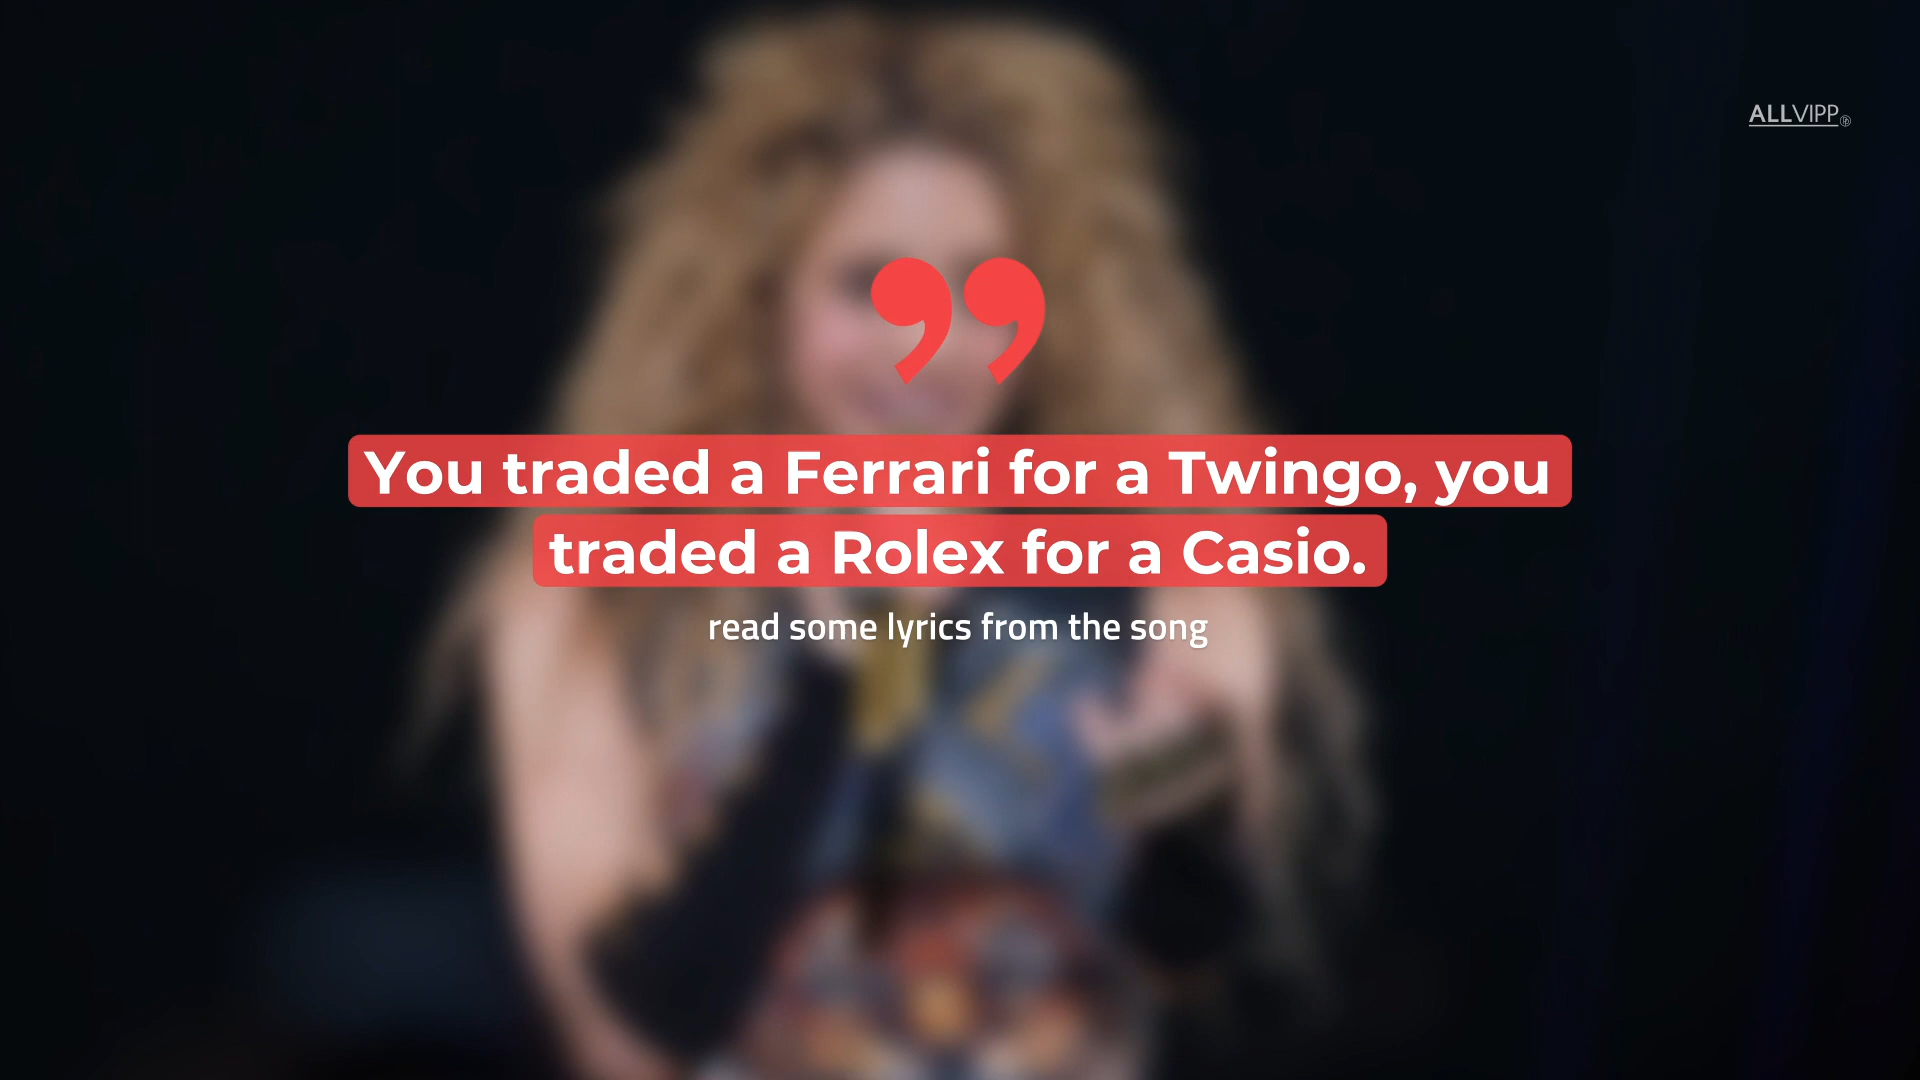 ALLVIPP
”
You traded a Ferrari for a Twingo, you
traded a Rolex for a Casio.
read some lyrics from the song